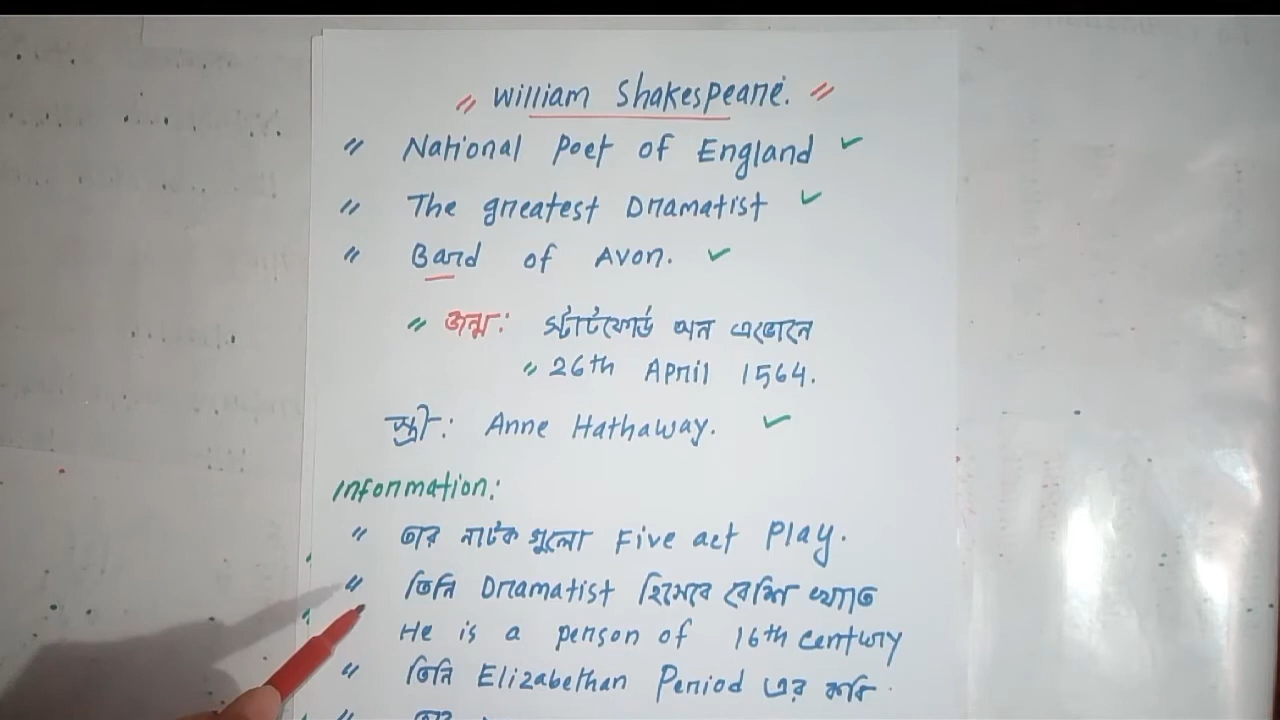 " William Shakespeare. "
" National Poet of England ✓
" The greatest Dramatist ✓
" Bard of Avon. ✓
" জন্ম: স্টার্টফোর্ড অন এভোনে
" 26th April 1564.
স্ত্রী: Anne Hathaway. ✓
Information:
" তার নাটক গুলো Five act Play.
" তিনি Dramatist হিসেবে বেশি খ্যাত
He is a person of 16th century
" তিনি Elizabethan Period এর কবি.
" তার